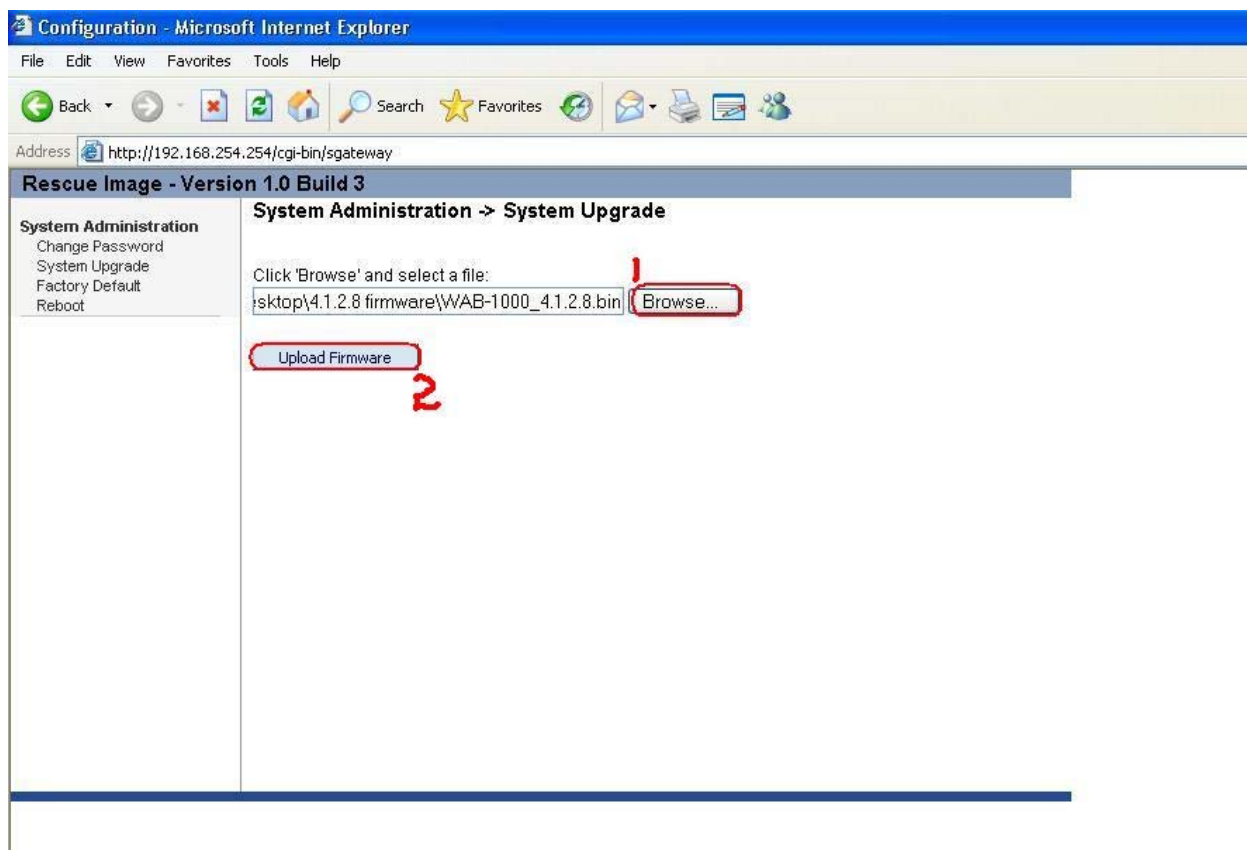 Configuration - Microsoft Internet Explorer
File Edit View Favorites Tools Help
Back Search Favorites
Address http://192.168.254.254/cgi-bin/sgateway
Rescue Image - Version 1.0 Build 3
System Administration
Change Password
System Upgrade
Factory Default
Reboot
System Administration -> System Upgrade
Click 'Browse' and select a file:
1
sktop\4.1.2.8 firmware\WAB-1000_4.1.2.8.bin Browse...
Upload Firmware
2